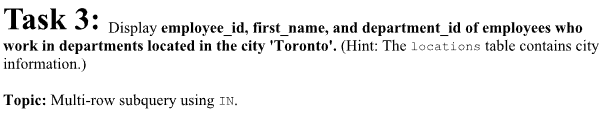 Task 3: Display employee_id, first_name, and department_id of employees who
work in departments located in the city 'Toronto'. (Hint: The locations table contains city
information.)
Topic: Multi-row subquery using IN.